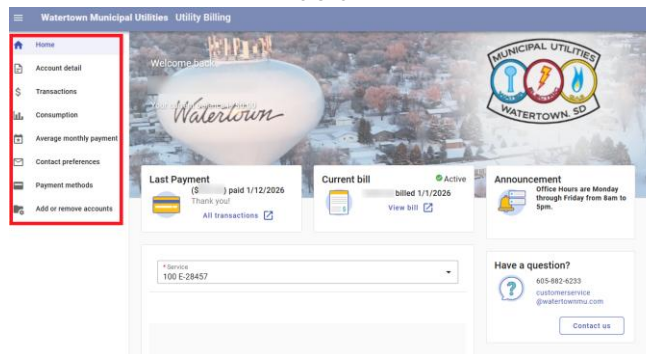 Watertown Municipal Utilities Utility Billing
Home
Account detail
Transactions
Consumption
Average monthly payment
Contact preferences
Payment methods
Add or remove accounts
Welcome back
Watertown
MUNICIPAL UTILITIES
WATERTOWN, SD
Last Payment
($ ) paid 1/12/2026
Thank you!
All transactions
Current bill
Active
billed 1/1/2026
View bill
Announcement
Office Hours are Monday
through Friday from 8am to
5pm.
* Service
100 E-28457
Have a question?
605-882-6233
customerservice
@watertownmu.com
Contact us